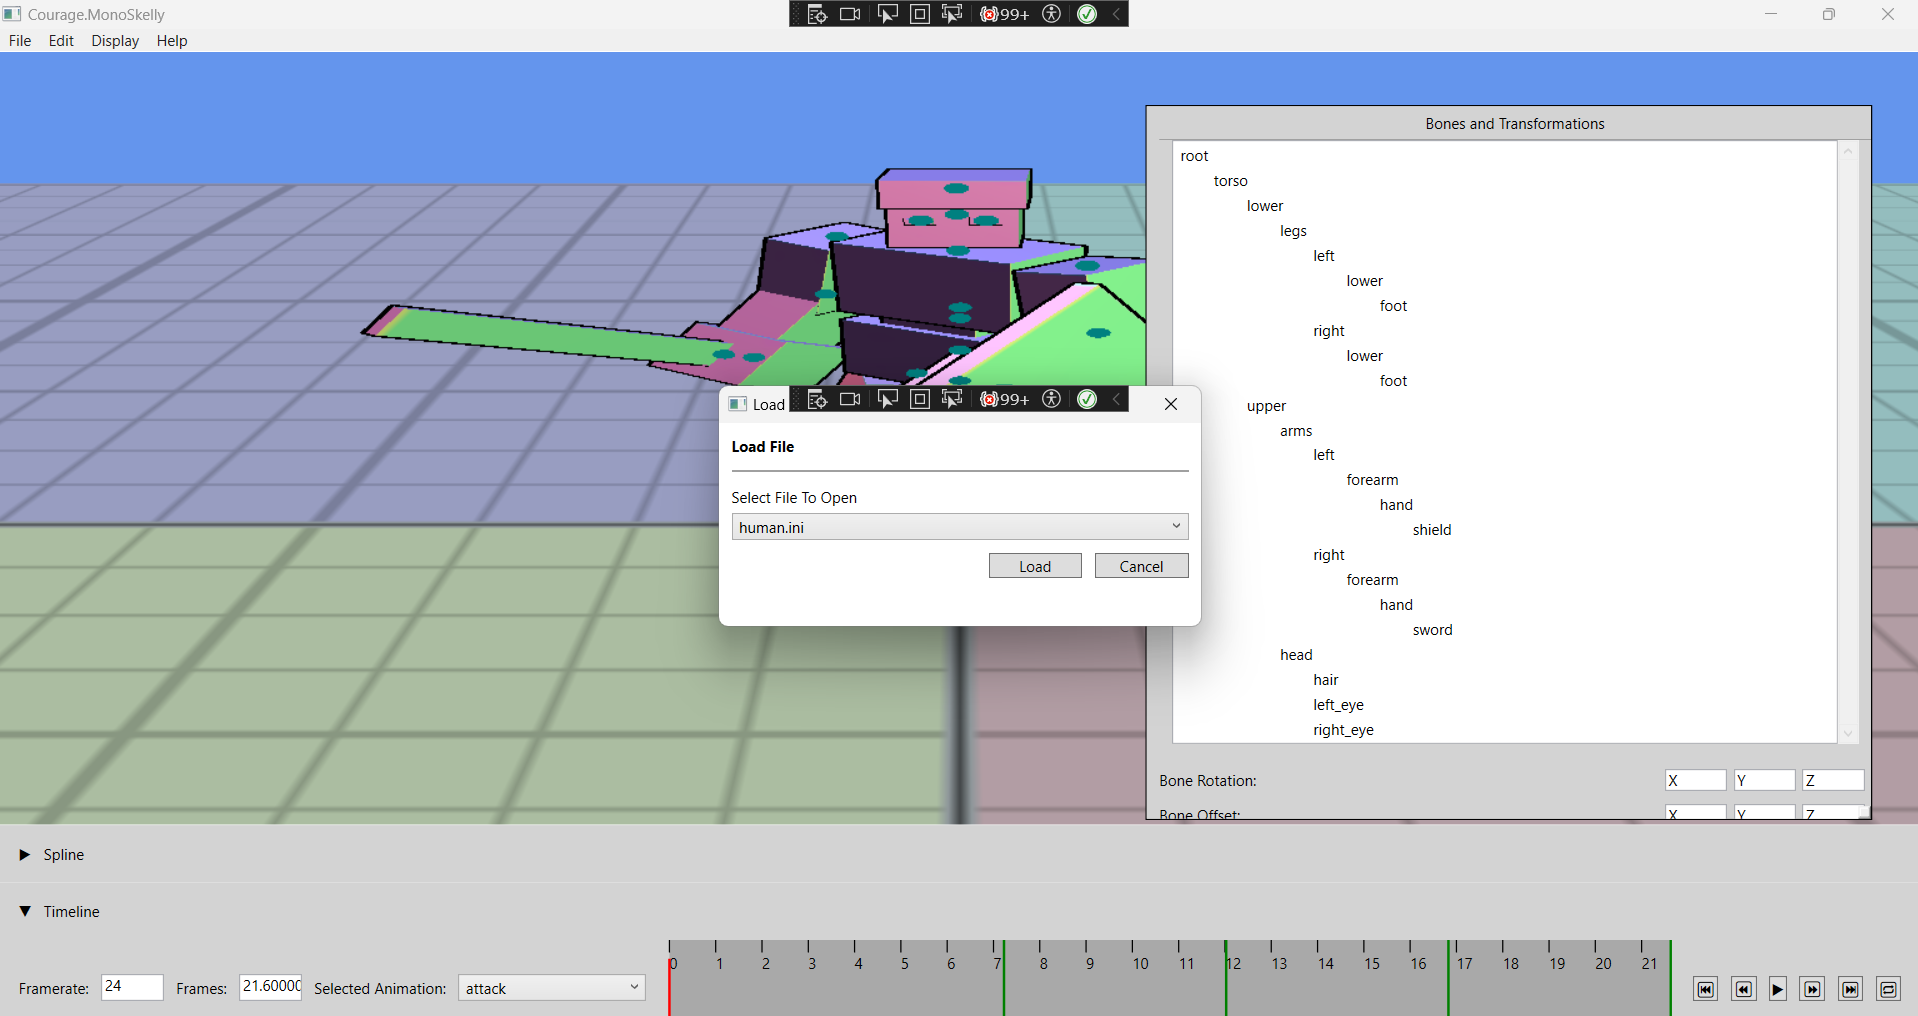 Courage.MonoSkelly
99+
File Edit Display Help
Bones and Transformations
root
torso
lower
legs
left
lower
foot
right
lower
foot
upper
arms
left
forearm
hand
shield
right
forearm
hand
sword
head
hair
left_eye
right_eye
Bone Rotation: X Y Z
Bone Offset: X Y Z
Load 99+
Load File
Select File To Open
human.ini
Load Cancel
Spline
Timeline
0 1 2 3 4 5 6 7 8 9 10 11 12 13 14 15 16 17 18 19 20 21
Framerate: 24 Frames: 21.6000 Selected Animation: attack